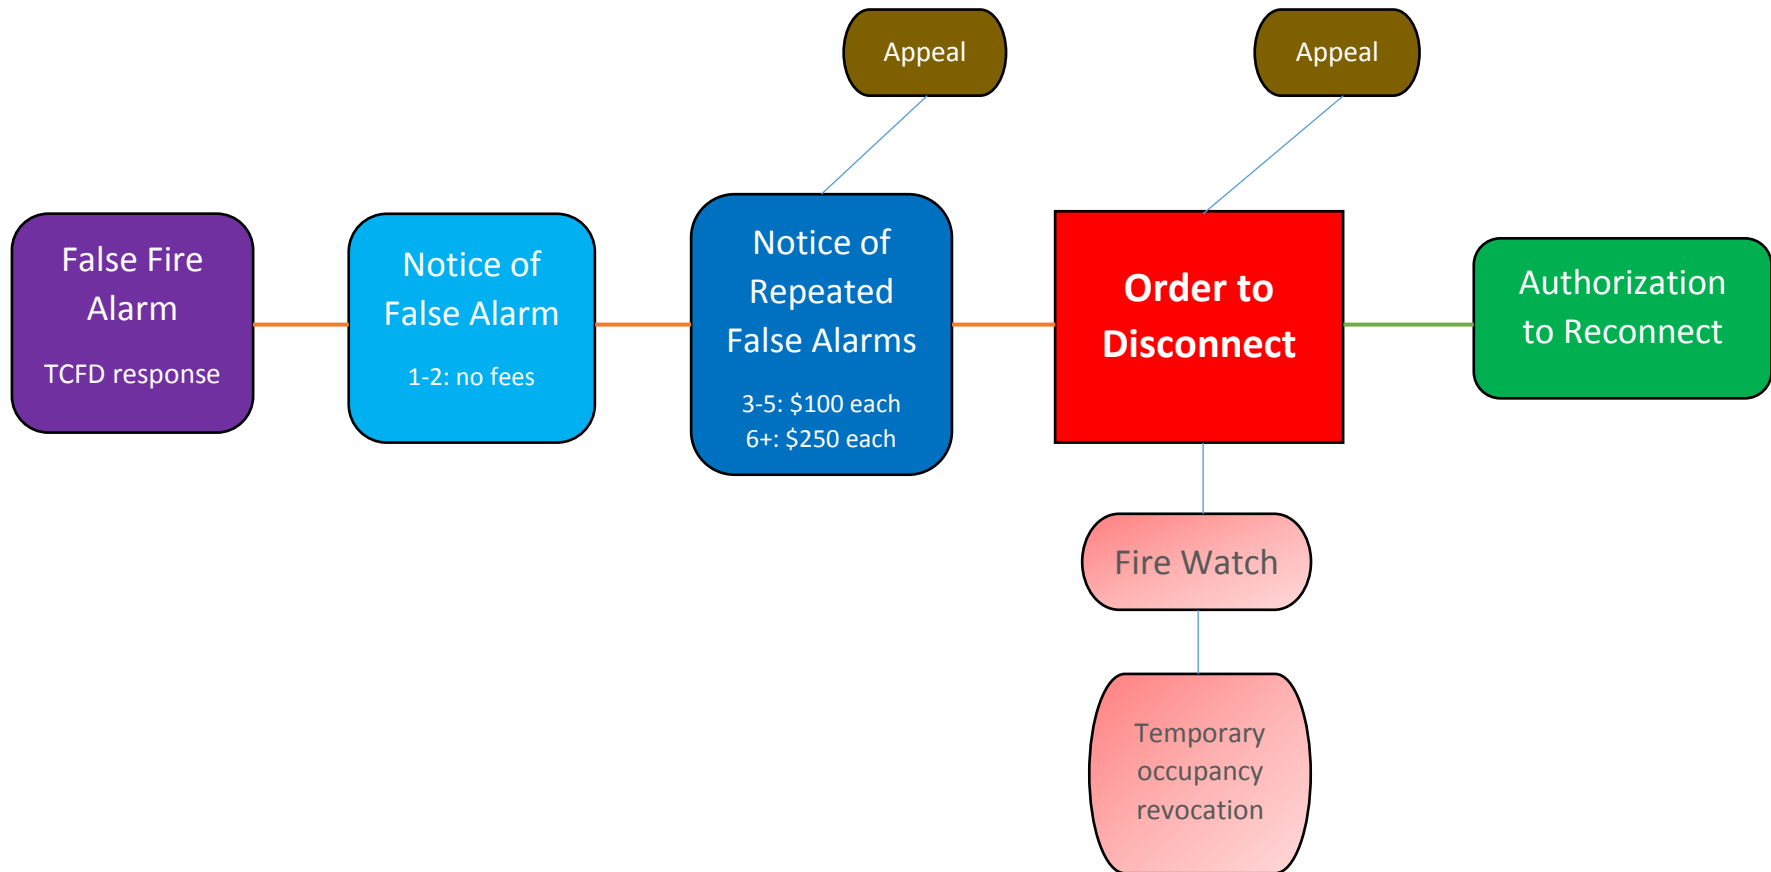 Appeal
Appeal
False Fire
Alarm
TCFD response
Notice of
False Alarm
1-2: no fees
Notice of
Repeated
False Alarms
3-5: $100 each
6+: $250 each
Order to
Disconnect
Authorization
to Reconnect
Fire Watch
Temporary
occupancy
revocation